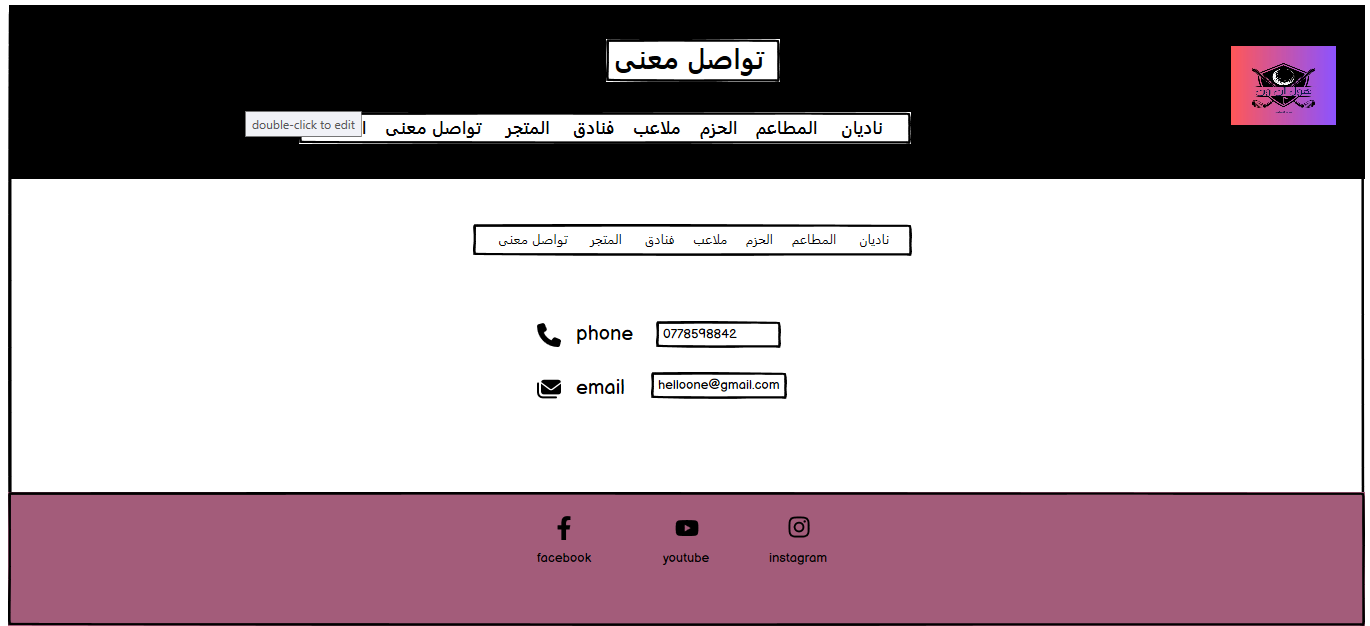 تواصل معنى
ناديان المطاعم الحزم ملاعب فنادق المتجر تواصل معنى
double-click to edit
ناديان المطاعم الحزم ملاعب فنادق المتجر تواصل معنى
phone 0778598842
email helloone@gmail.com
facebook youtube instagram